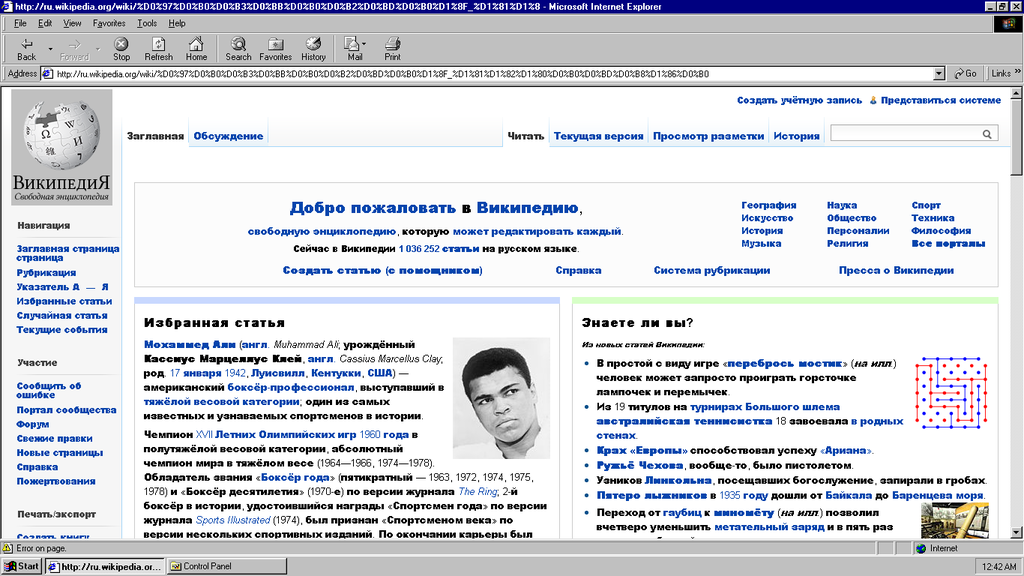 http://ru.wikipedia.org/wiki/%D0%97%D0%B0%D0%B3%D0%BB%D0%B0%D0%B2%D0%BD%D0%B0%D1%8F_%D1%81%D1%8 - Microsoft Internet Explorer
File Edit View Favorites Tools Help
Back Forward Stop Refresh Home Search Favorites History Mail Print
Address http://ru.wikipedia.org/wiki/%D0%97%D0%B0%D0%B3%D0%BB%D0%B0%D0%B2%D0%BD%D0%B0%D1%8F_%D1%81%D1%82%D1%80%D0%B0%D0%BD%D0%B8%D1%86%D0%B0 Go Links »
Создать учётную запись Представиться системе
Заглавная Обсуждение Читать Текущая версия Просмотр разметки История
ВикипедиЯ
Свободная энциклопедия
Навигация
Заглавная страница
страница
Рубрикация
Указатель А — Я
Избранные статьи
Случайная статья
Текущие события
Участие
Сообщить об
ошибке
Портал сообщества
Форум
Свежие правки
Новые страницы
Справка
Пожертвования
Печать/экспорт
Создать книгу
Добро пожаловать в Википедию,
свободную энциклопедию, которую может редактировать каждый.
Сейчас в Википедии 1 036 252 статьи на русском языке.
География Наука Спорт
Искусство Общество Техника
История Персоналии Философия
Музыка Религия Все порталы
Создать статью (с помощником) Справка Система рубрикации Пресса о Википедии
Избранная статья
Мохаммед Али (англ. Muhammad Ali; урождённый
Кассиус Марцеллус Клей, англ. Cassius Marcellus Clay;
род. 17 января 1942, Луисвилл, Кентукки, США) —
американский боксёр-профессионал, выступавший в
тяжёлой весовой категории; один из самых
известных и узнаваемых спортсменов в истории.
Чемпион XVII Летних Олимпийских игр 1960 года в
полутяжёлой весовой категории, абсолютный
чемпион мира в тяжёлом весе (1964—1966, 1974—1978).
Обладатель звания «Боксёр года» (пятикратный — 1963, 1972, 1974, 1975,
1978) и «Боксёр десятилетия» (1970-е) по версии журнала The Ring; 2-й
боксёр в истории, удостоившийся награды «Спортсмен года» по версии
журнала Sports Illustrated (1974), был признан «Спортсменом века» по
версии нескольких спортивных изданий. По окончании карьеры был
Знаете ли вы?
Из новых статей Википедии:
В простой с виду игре «перебрось мостик» (на илл.)
человек может запросто проиграть горсточке
лампочек и перемычек.
Из 19 титулов на турнирах Большого шлема
австралийская теннисистка 18 завоевала в родных
стенах.
Крах «Европы» способствовал успеху «Ариана».
Ружьё Чехова, вообще-то, было пистолетом.
Узников Линкольна, посещавших богослужение, запирали в гробах.
Пятеро лыжников в 1935 году дошли от Байкала до Баренцева моря.
Переход от гаубиц к миномёту (на илл.) позволил
вчетверо уменьшить метательный заряд и в пять раз
Error on page. Internet
Start http://ru.wikipedia.or... Control Panel 12:42 AM